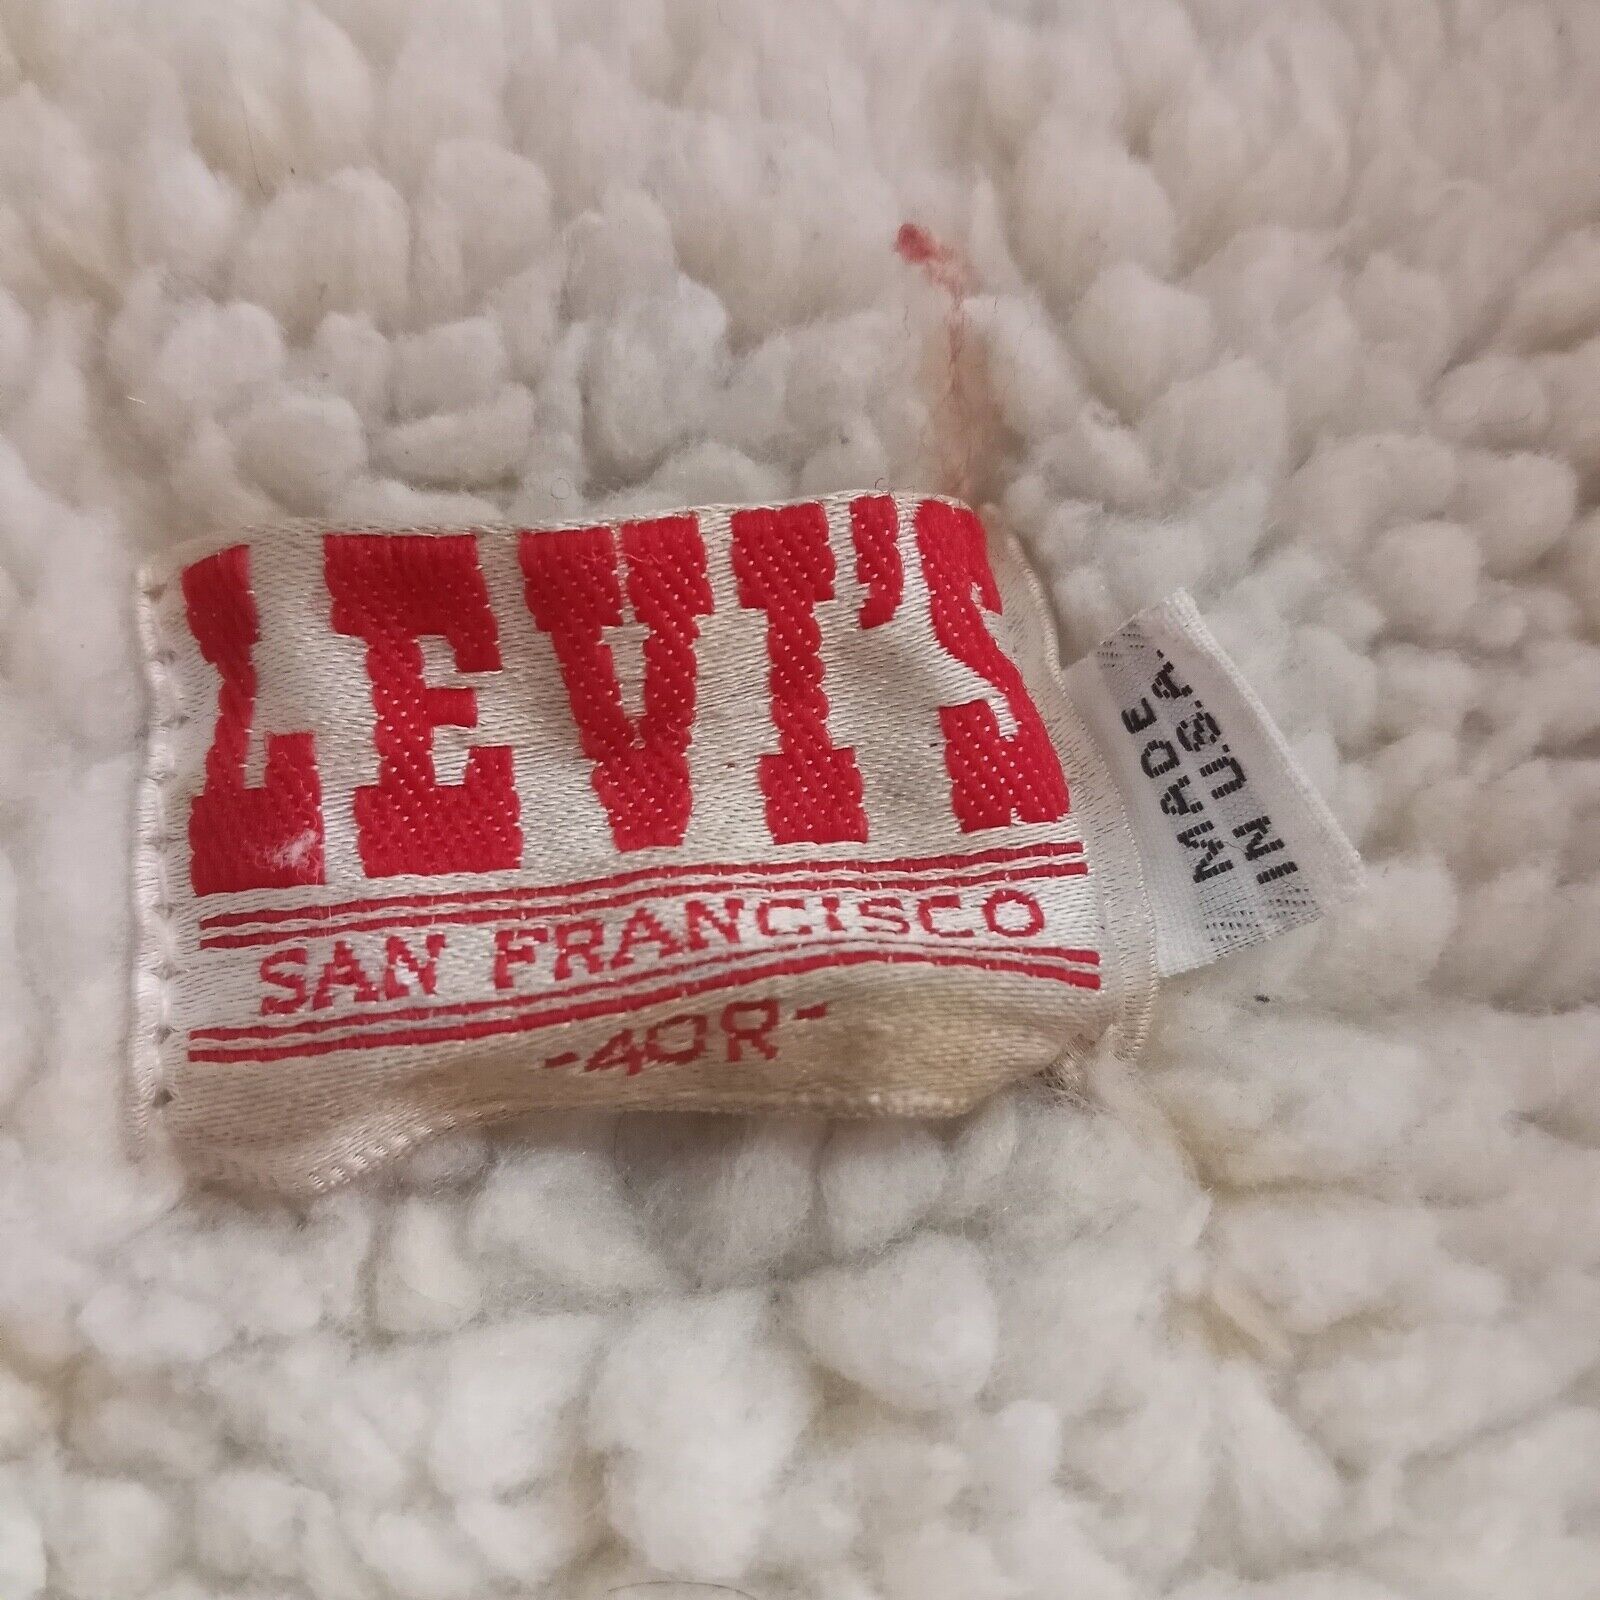 LEVI'S
SAN FRANCISCO
-40R-
MADE
IN U.S.A.